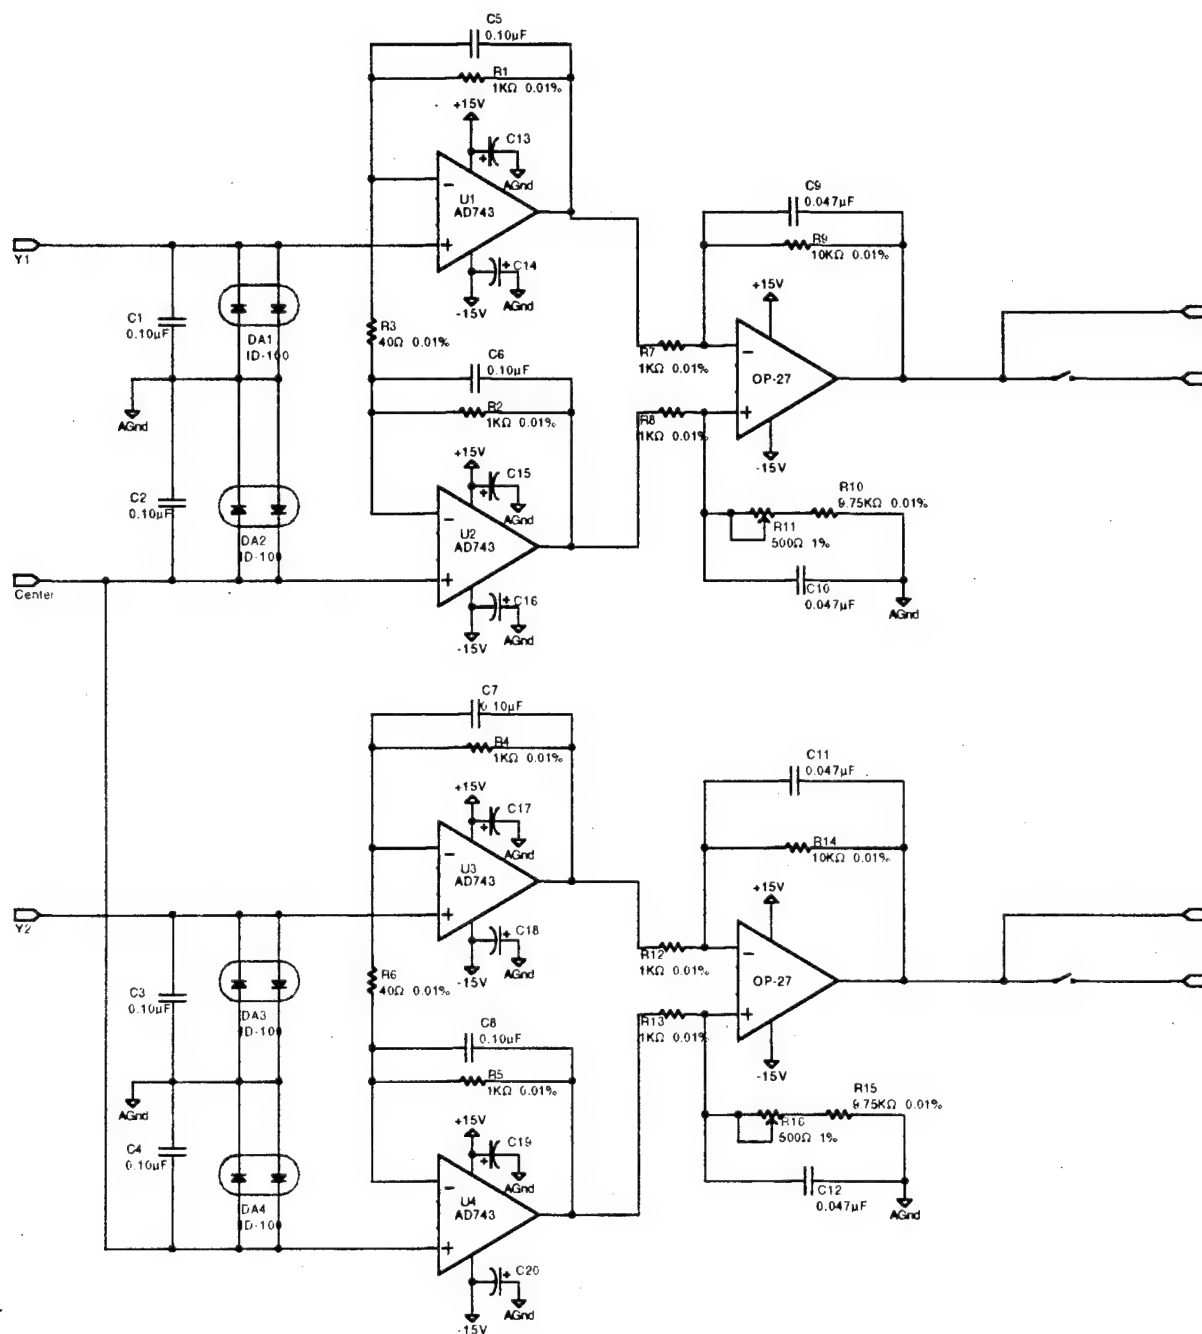 C5
0.10µF
R1
1KΩ 0.01%
+15V
C13
+
AGnd
−
U1
AD743
+
Y1
C14
+
AGnd
-15V
C9
0.047µF
R9
10KΩ 0.01%
+15V
C1
0.10µF
DA1
ID-100
AGnd
R3
40Ω 0.01%
C6
0.10µF
R2
1KΩ 0.01%
R7
1KΩ 0.01%
−
OP-27
+
R8
1KΩ 0.01%
-15V
+15V
C15
+
AGnd
C2
0.10µF
DA2
ID-100
−
U2
AD743
+
Center
C16
+
AGnd
-15V
R10
9.75KΩ 0.01%
R11
500Ω 1%
C10
0.047µF
AGnd
C7
0.10µF
R4
1KΩ 0.01%
+15V
C17
+
AGnd
−
U3
AD743
+
Y2
C18
+
AGnd
-15V
C11
0.047µF
R14
10KΩ 0.01%
+15V
C3
0.10µF
DA3
ID-100
AGnd
R6
40Ω 0.01%
C8
0.10µF
R5
1KΩ 0.01%
R12
1KΩ 0.01%
−
OP-27
+
R13
1KΩ 0.01%
-15V
+15V
C19
+
AGnd
C4
0.10µF
DA4
ID-100
−
U4
AD743
+
C20
+
AGnd
-15V
R15
9.75KΩ 0.01%
R16
500Ω 1%
C12
0.047µF
AGnd